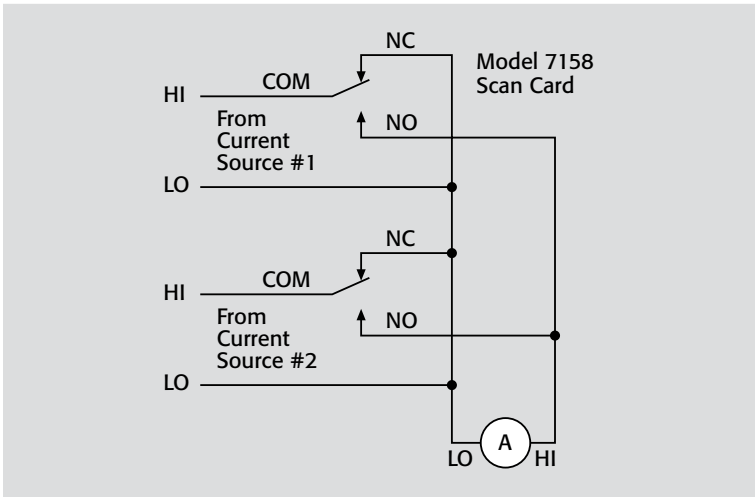 NC
Model 7158
Scan Card
HI
COM
From
Current
Source #1
NO
LO
NC
HI
COM
From
Current
Source #2
NO
LO
A
LO
HI